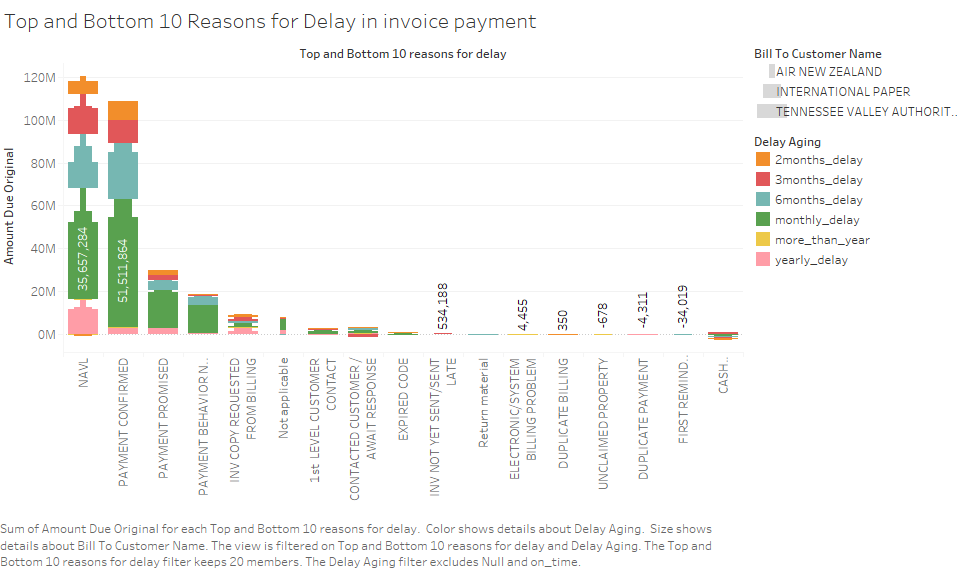 Top and Bottom 10 Reasons for Delay in invoice payment
Top and Bottom 10 reasons for delay
Amount Due Original
120M
100M
80M
60M
40M
20M
0M
35,657,284
51,511,864
534,188
4,455
350
-678
-4,311
-34,019
NAVL
PAYMENT CONFIRMED
PAYMENT PROMISED
PAYMENT BEHAVIOR N..
INV COPY REQUESTED
FROM BILLING
Not applicable
1st LEVEL CUSTOMER
CONTACT
CONTACTED CUSTOMER /
AWAIT RESPONSE
EXPIRED CODE
INV NOT YET SENT/SENT
LATE
Return material
ELECTRONIC/SYSTEM
BILLING PROBLEM
DUPLICATE BILLING
UNCLAIMED PROPERTY
DUPLICATE PAYMENT
FIRST REMIND..
CASH..
Bill To Customer Name
AIR NEW ZEALAND
INTERNATIONAL PAPER
TENNESSEE VALLEY AUTHORIT..
Delay Aging
2months_delay
3months_delay
6months_delay
monthly_delay
more_than_year
yearly_delay
Sum of Amount Due Original for each Top and Bottom 10 reasons for delay.  Color shows details about Delay Aging.  Size shows
details about Bill To Customer Name. The view is filtered on Top and Bottom 10 reasons for delay and Delay Aging. The Top and
Bottom 10 reasons for delay filter keeps 20 members. The Delay Aging filter excludes Null and on_time.